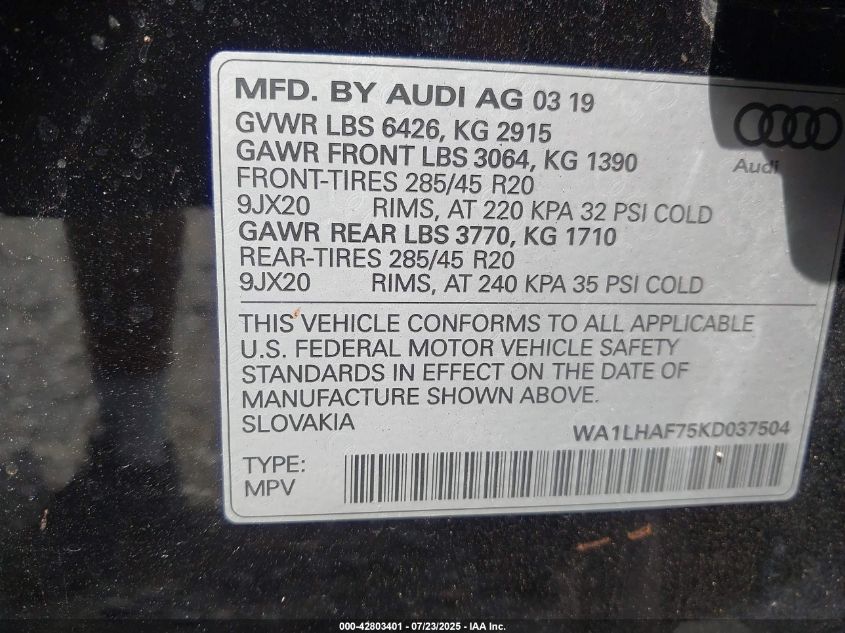 MFD. BY AUDI AG 03 19
GVWR LBS 6426, KG 2915
GAWR FRONT LBS 3064, KG 1390
FRONT-TIRES 285/45 R20
9JX20 RIMS, AT 220 KPA 32 PSI COLD
GAWR REAR LBS 3770, KG 1710
REAR-TIRES 285/45 R20
9JX20 RIMS, AT 240 KPA 35 PSI COLD
Audi
THIS VEHICLE CONFORMS TO ALL APPLICABLE
U.S. FEDERAL MOTOR VEHICLE SAFETY
STANDARDS IN EFFECT ON THE DATE OF
MANUFACTURE SHOWN ABOVE.
SLOVAKIA
WA1LHAF75KD037504
TYPE:
MPV
000-42803401 - 07/23/2025 - IAA Inc.